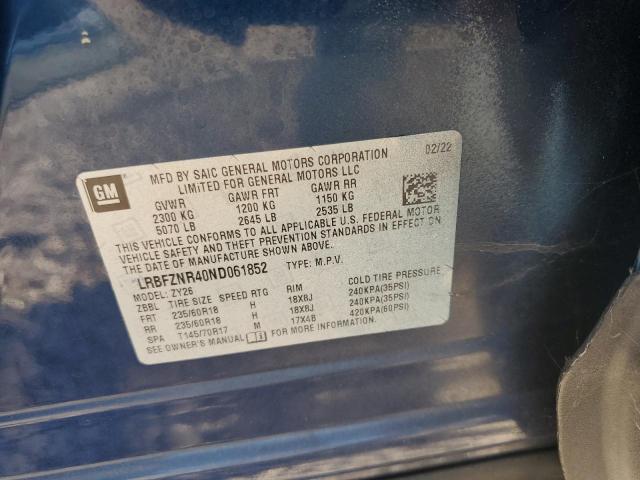 GM
MFD BY SAIC GENERAL MOTORS CORPORATION 02/22
LIMITED FOR GENERAL MOTORS LLC
GVWR GAWR FRT GAWR RR
2300 KG 1200 KG 1150 KG
5070 LB 2645 LB 2535 LB
THIS VEHICLE CONFORMS TO ALL APPLICABLE U.S. FEDERAL MOTOR
VEHICLE SAFETY AND THEFT PREVENTION STANDARDS IN EFFECT ON
THE DATE OF MANUFACTURE SHOWN ABOVE.
LRBFZNR40ND061852 TYPE: M.P.V.
MODEL: ZY26
ZBBL TIRE SIZE SPEED RTG RIM COLD TIRE PRESSURE
FRT 235/60R18 H 18X8J 240KPA(35PSI)
RR 235/60R18 H 18X8J 240KPA(35PSI)
SPA T145/70R17 M 17X4B 420KPA(60PSI)
SEE OWNER'S MANUAL FOR MORE INFORMATION.